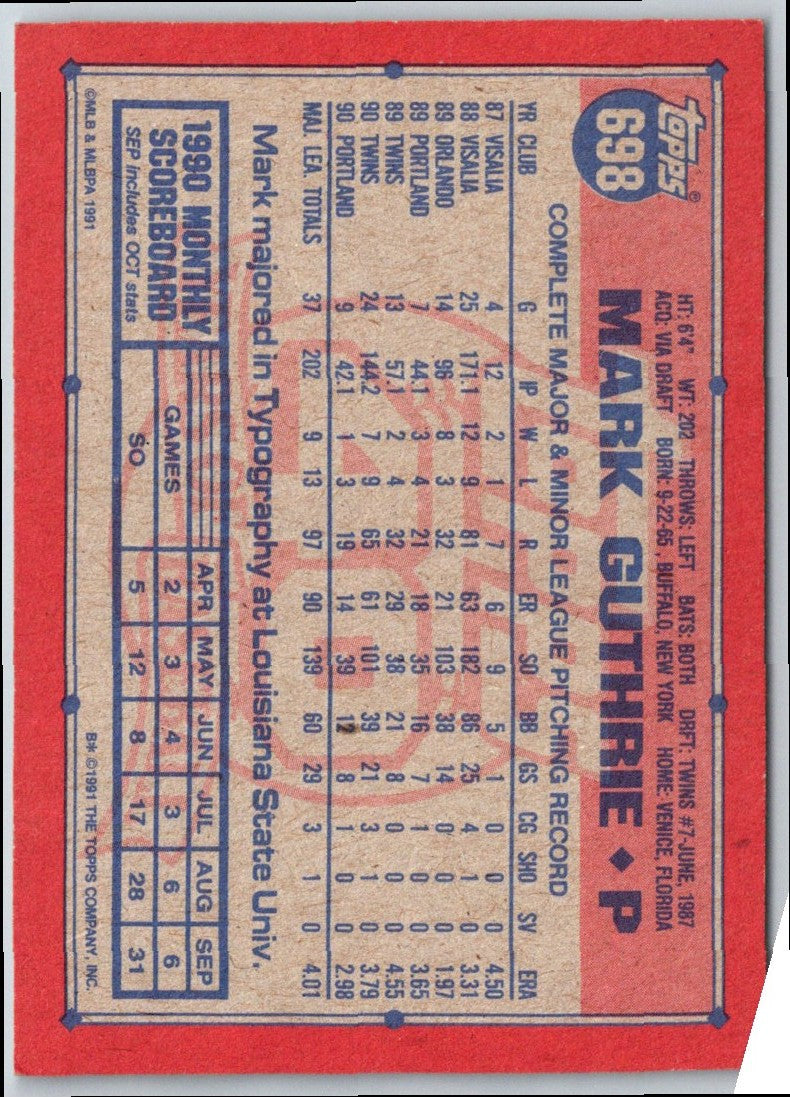 topps®
698
HT: 6'4" WT: 202 THROWS: LEFT BATS: BOTH DRFT: TWINS #7-JUNE, 1987
ACQ: VIA DRAFT BORN: 9-22-65, BUFFALO, NEW YORK HOME: VENICE, FLORIDA
MARK GUTHRIE ♦ P
COMPLETE MAJOR & MINOR LEAGUE PITCHING RECORD
YR CLUB G IP W L R ER SO BB GS CG SHO SV ERA
87 VISALIA 4 12 2 1 7 6 9 5 1 0 0 0 4.50
88 VISALIA 25 171.1 12 9 81 63 182 86 25 4 1 0 3.31
89 ORLANDO 14 96 8 3 32 21 103 38 14 0 0 0 1.97
89 PORTLAND 7 44.1 3 4 21 18 35 16 7 0 0 0 3.65
89 TWINS 13 57.1 2 4 32 29 38 21 8 0 0 0 4.55
90 TWINS 24 144.2 7 9 65 61 101 39 21 3 1 0 3.79
90 PORTLAND 9 42.1 1 3 19 14 39 12 8 1 0 0 2.98
MAJ. LEA. TOTALS 37 202 9 13 97 90 139 60 29 3 1 0 4.01
Mark majored in Typography at Louisiana State Univ.
1990 MONTHLY
SCOREBOARD
SEP includes OCT stats
APR MAY JUN JUL AUG SEP
GAMES 2 3 4 3 6 6
SO 5 12 8 17 28 31
©MLB & MLBPA 1991
B* ©1991 THE TOPPS COMPANY, INC.